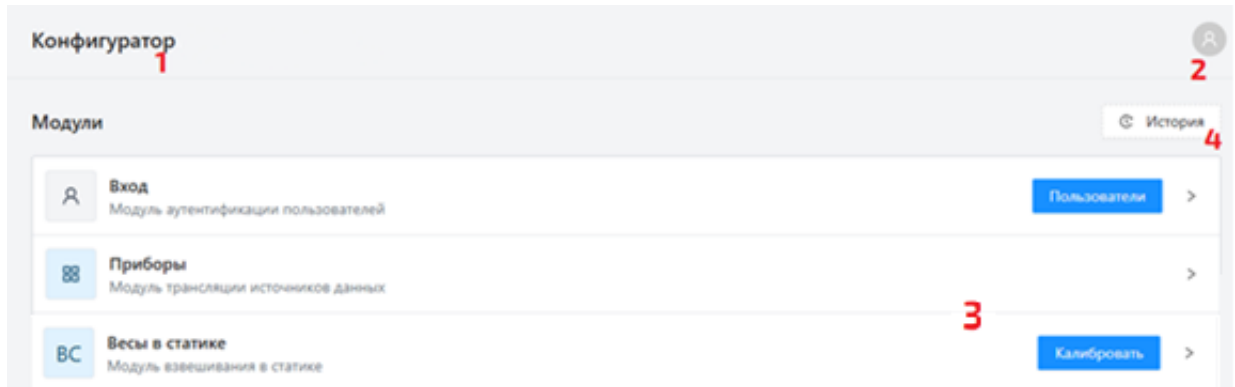 Конфигуратор
1
2
Модули
История
4
Вход
Модуль аутентификации пользователей
Пользователи
Приборы
Модуль трансляции источников данных
3
ВС
Весы в статике
Модуль взвешивания в статике
Калибровать